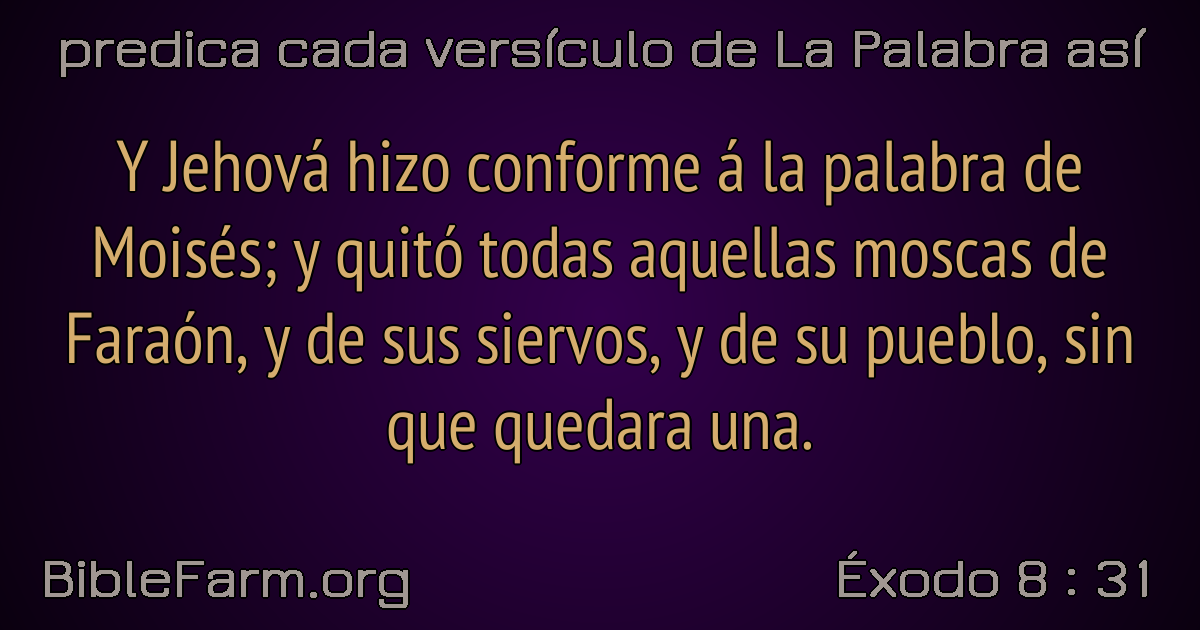 predica cada versículo de La Palabra así
Y Jehová hizo conforme á la palabra de
Moisés; y quitó todas aquellas moscas de
Faraón, y de sus siervos, y de su pueblo, sin
que quedara una.
BibleFarm.org
Éxodo 8 : 31